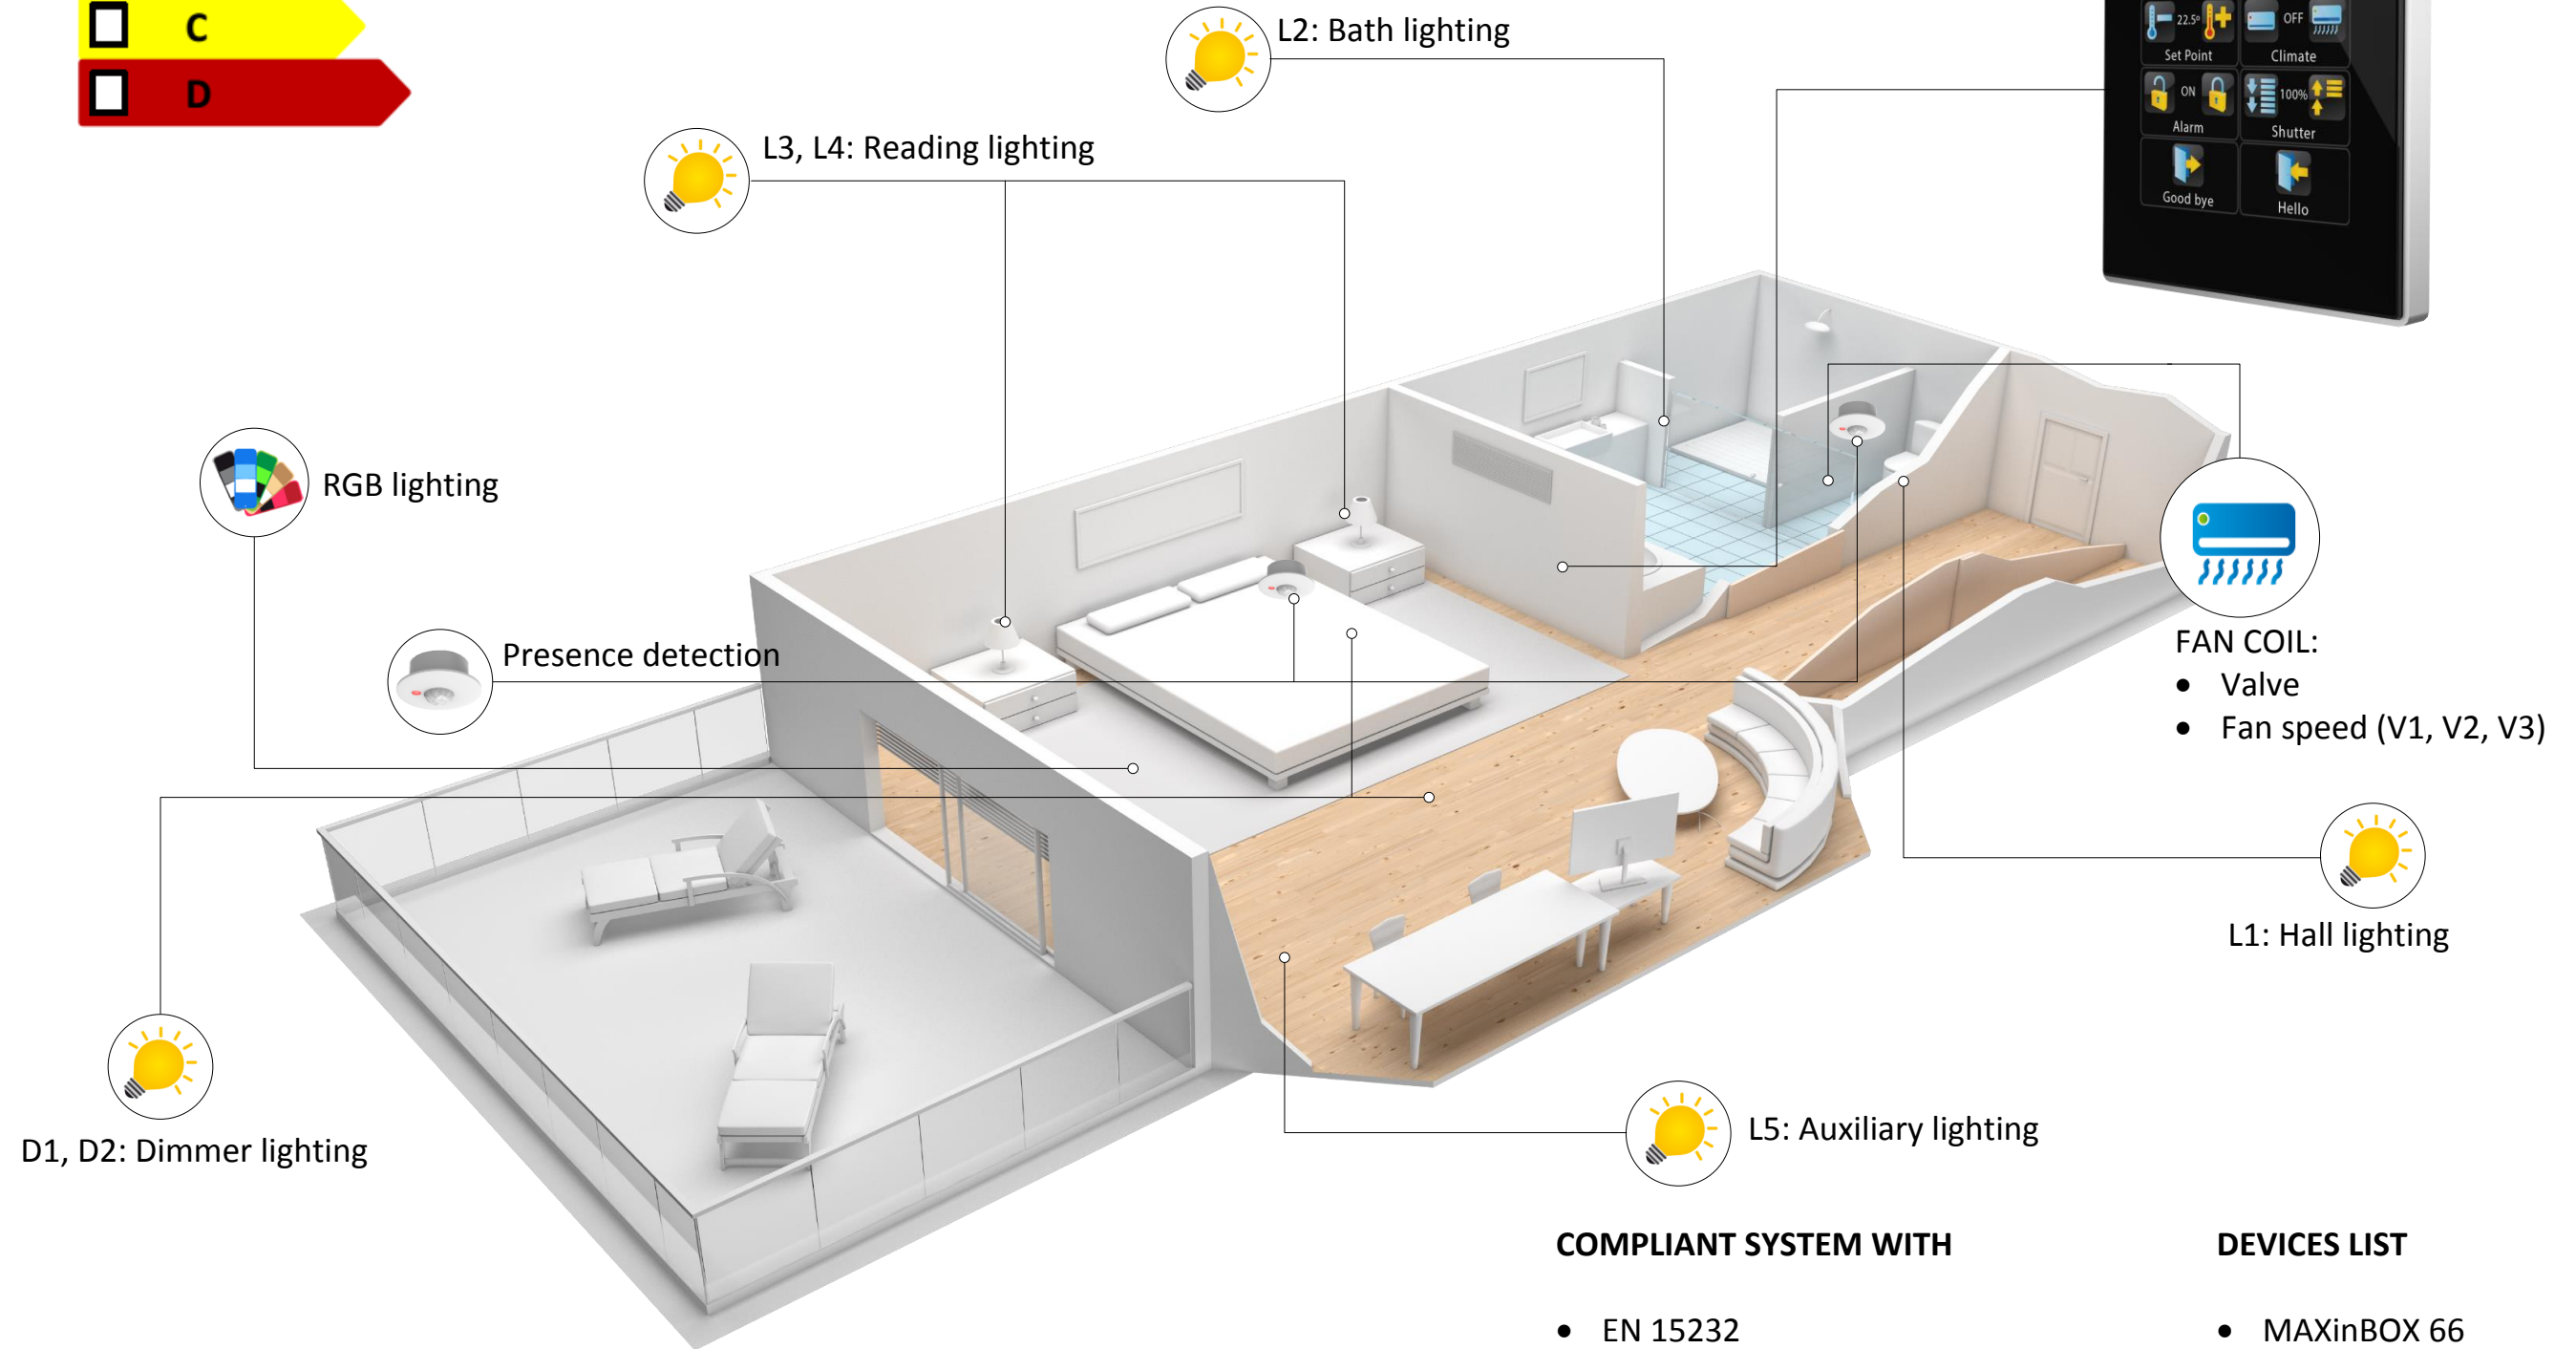 C
D
L2: Bath lighting
22.5º
OFF
Set Point
Climate
ON
100%
Alarm
Shutter
Good bye
Hello
L3, L4: Reading lighting
RGB lighting
Presence detection
FAN COIL:
• Valve
• Fan speed (V1, V2, V3)
L1: Hall lighting
D1, D2: Dimmer lighting
L5: Auxiliary lighting
COMPLIANT SYSTEM WITH
• EN 15232
DEVICES LIST
• MAXinBOX 66